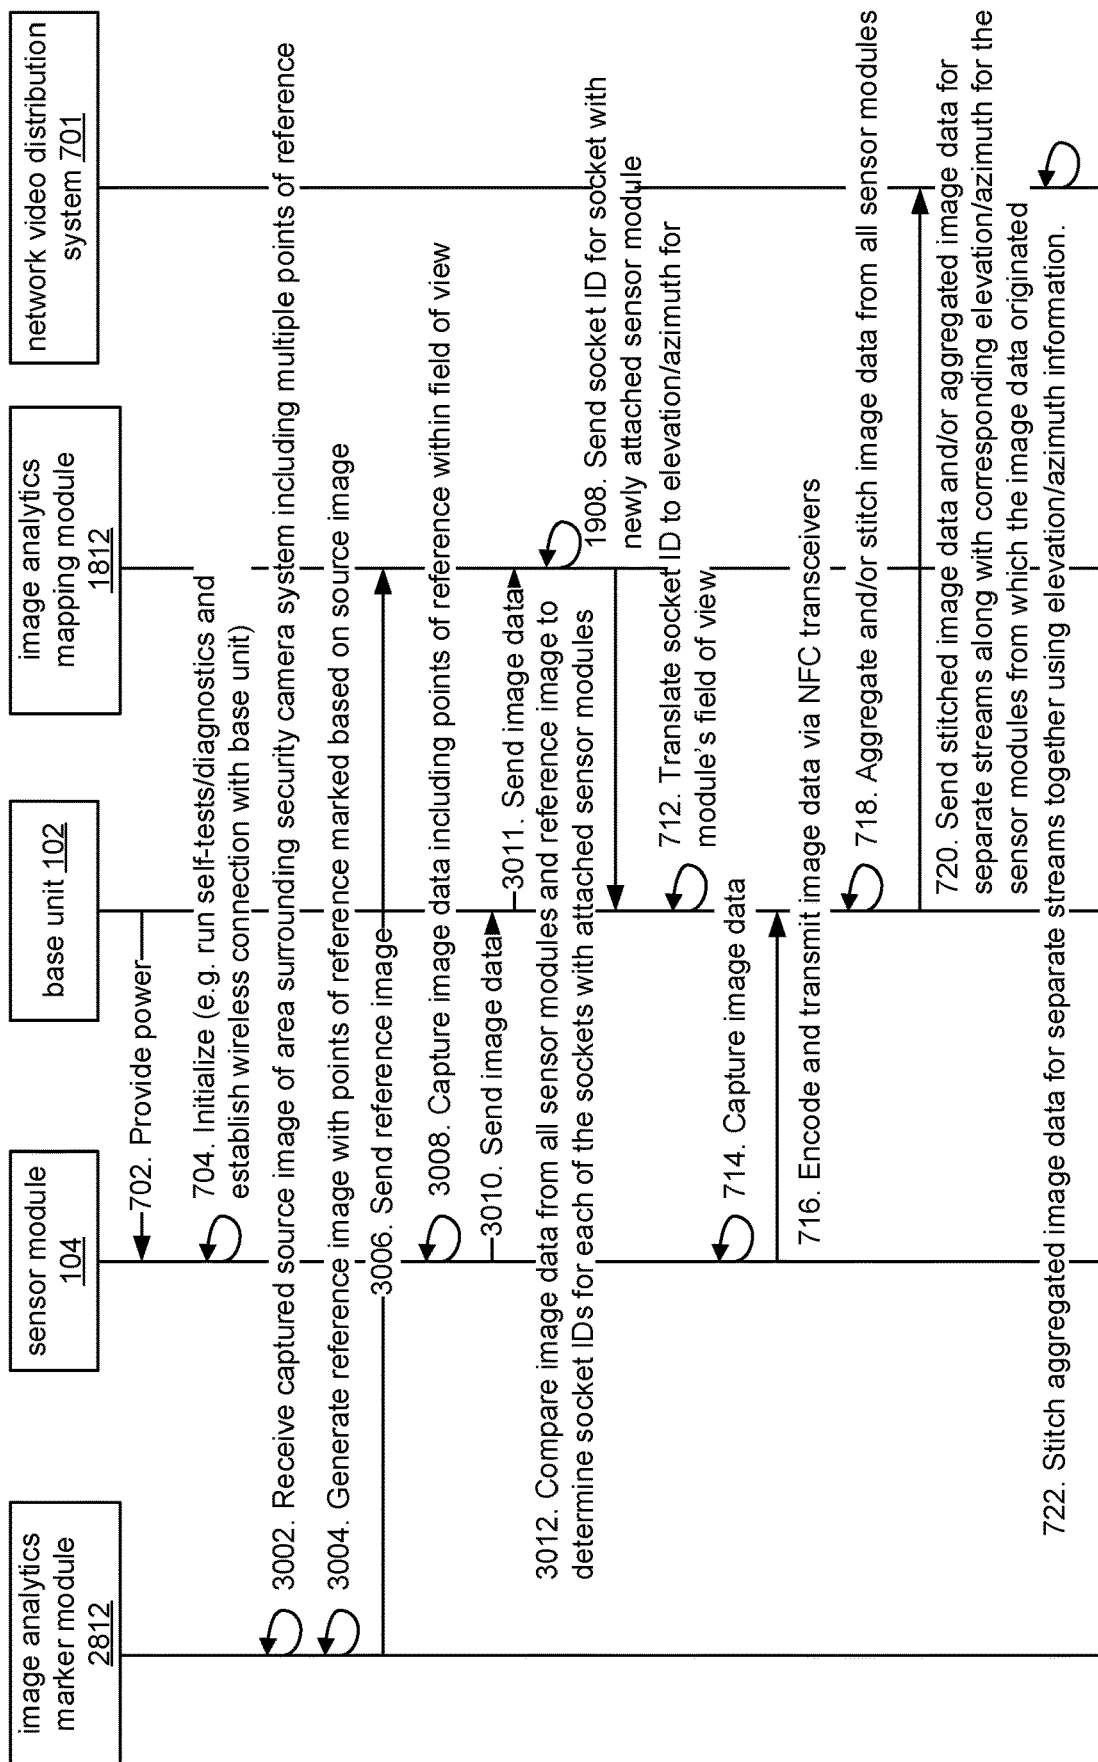 image analytics
marker module
2812
sensor module
104
base unit 102
image analytics
mapping module
1812
network video distribution
system 701
702. Provide power
704. Initialize (e.g. run self-tests/diagnostics and
establish wireless connection with base unit)
3002. Receive captured source image of area surrounding security camera system including multiple points of reference
3004. Generate reference image with points of reference marked based on source image
3006. Send reference image
3008. Capture image data including points of reference within field of view
3010. Send image data
3011. Send image data
3012. Compare image data from all sensor modules and reference image to
determine socket IDs for each of the sockets with attached sensor modules
1908. Send socket ID for socket with
newly attached sensor module
712. Translate socket ID to elevation/azimuth for
module's field of view
714. Capture image data
716. Encode and transmit image data via NFC transceivers
718. Aggregate and/or stitch image data from all sensor modules
720. Send stitched image data and/or aggregated image data for
separate streams along with corresponding elevation/azimuth for the
sensor modules from which the image data originated
722. Stitch aggregated image data for separate streams together using elevation/azimuth information.